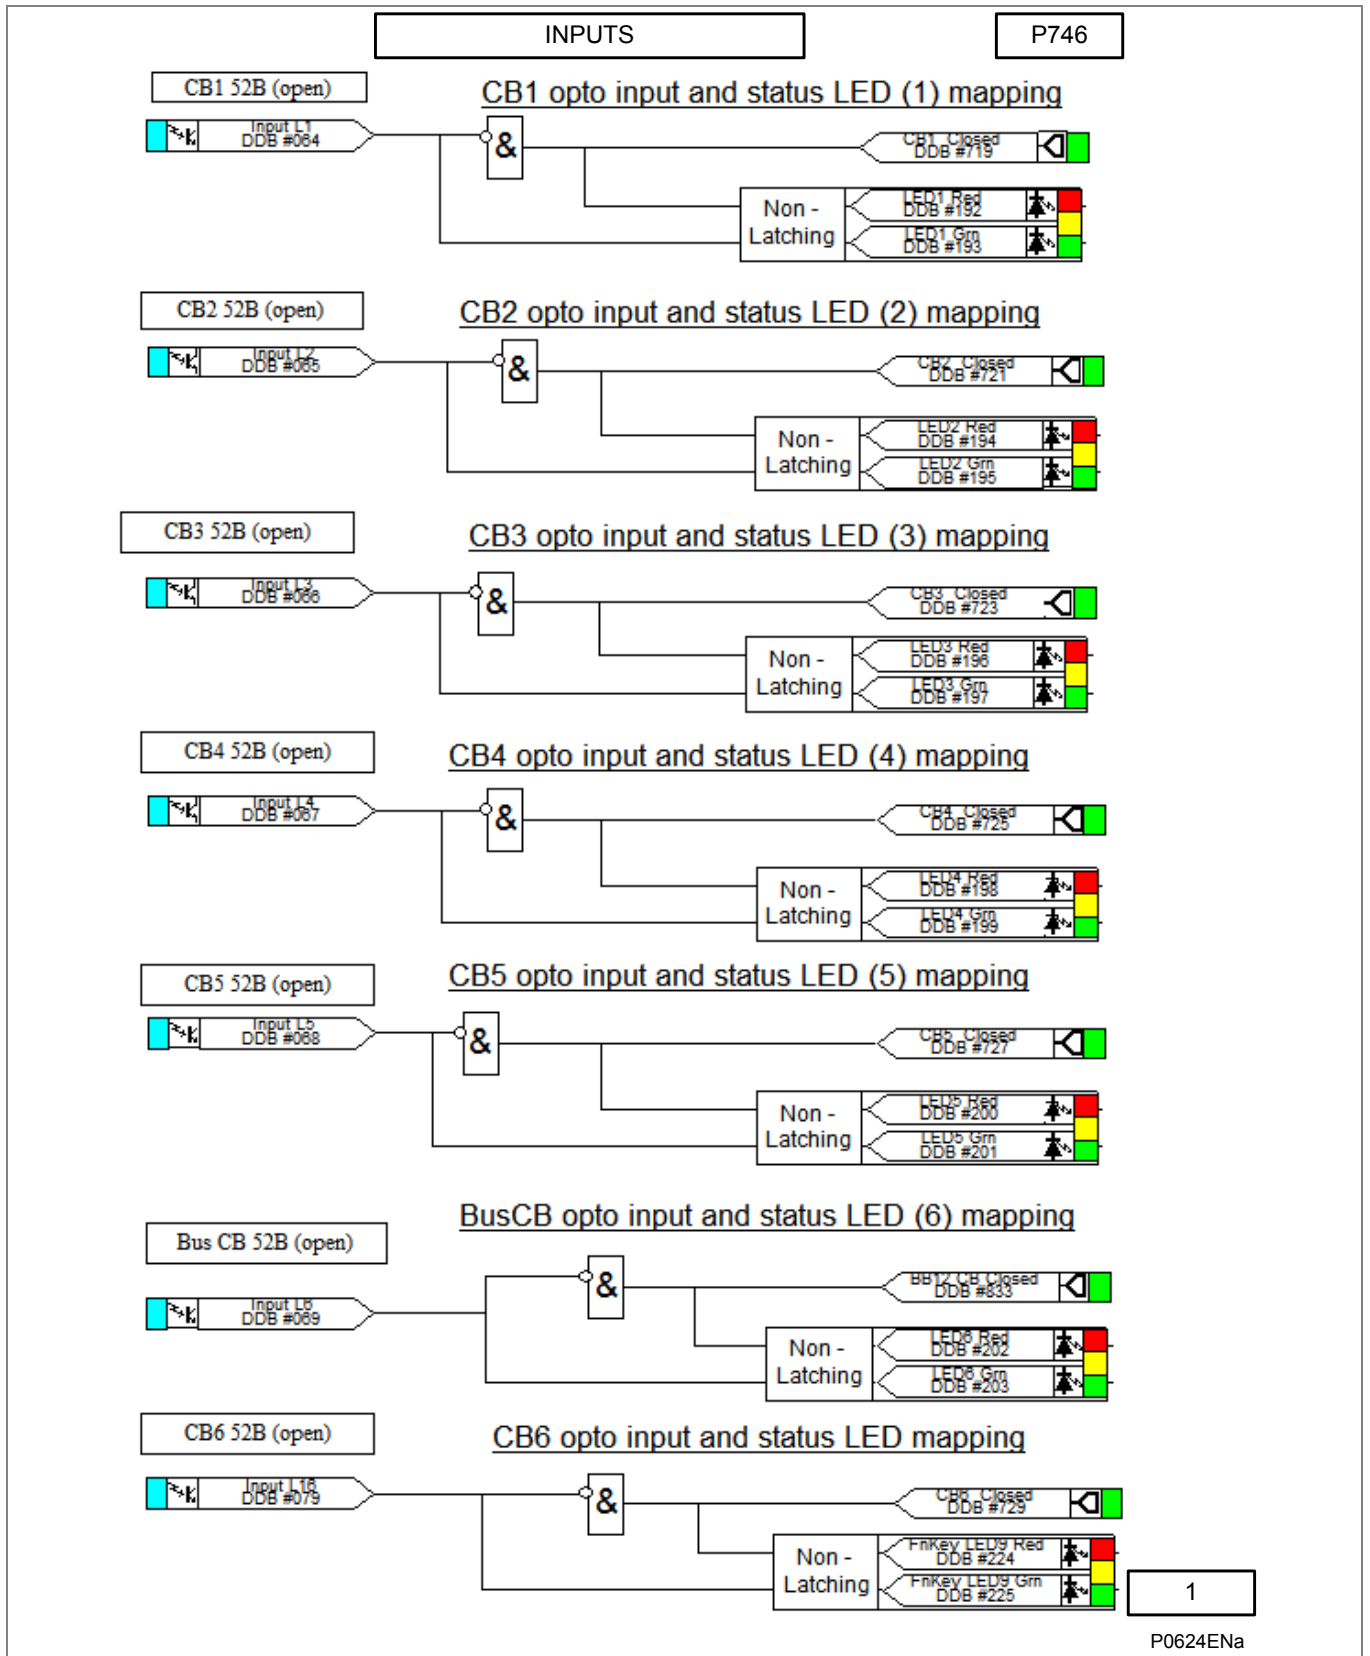 INPUTS
P746
CB1 52B (open)
CB1 opto input and status LED (1) mapping
Input L1
DDB #064
&
CB1 Closed
DDB #719
Non -
Latching
LED1 Red
DDB #192
LED1 Grn
DDB #193
CB2 52B (open)
CB2 opto input and status LED (2) mapping
Input L2
DDB #065
&
CB2 Closed
DDB #721
Non -
Latching
LED2 Red
DDB #194
LED2 Grn
DDB #195
CB3 52B (open)
CB3 opto input and status LED (3) mapping
Input L3
DDB #066
&
CB3 Closed
DDB #723
Non -
Latching
LED3 Red
DDB #196
LED3 Grn
DDB #197
CB4 52B (open)
CB4 opto input and status LED (4) mapping
Input L4
DDB #067
&
CB4 Closed
DDB #725
Non -
Latching
LED4 Red
DDB #198
LED4 Grn
DDB #199
CB5 52B (open)
CB5 opto input and status LED (5) mapping
Input L5
DDB #068
&
CB5 Closed
DDB #727
Non -
Latching
LED5 Red
DDB #200
LED5 Grn
DDB #201
BusCB opto input and status LED (6) mapping
Bus CB 52B (open)
Input L6
DDB #069
&
BB12 CB Closed
DDB #833
Non -
Latching
LED6 Red
DDB #202
LED6 Grn
DDB #203
CB6 52B (open)
CB6 opto input and status LED mapping
Input L16
DDB #079
&
CB6 Closed
DDB #729
Non -
Latching
FnKey LED9 Red
DDB #224
FnKey LED9 Grn
DDB #225
1
P0624ENa